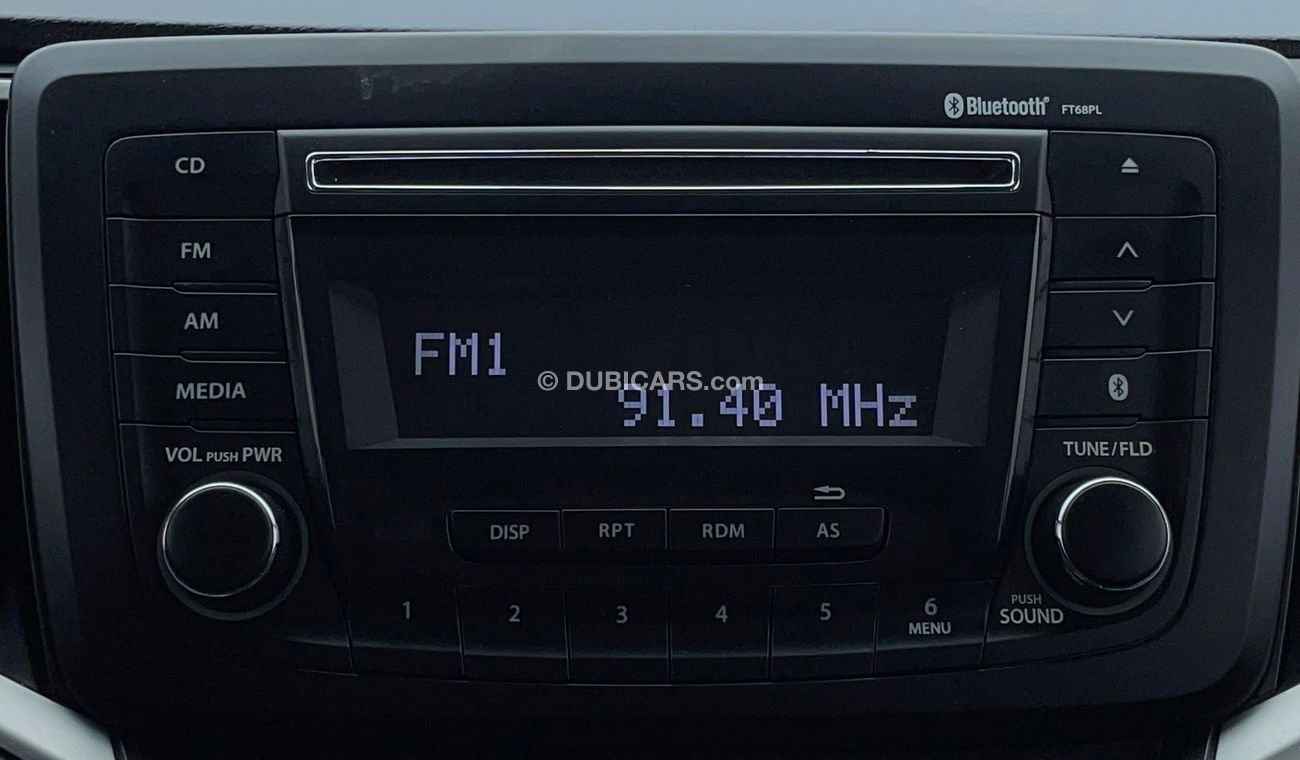 Bluetooth® FT68PL
CD
FM
AM
MEDIA
VOL PUSH PWR
FM1
© DUBICARS.com
91.40 MHz
TUNE/FLD
DISP RPT RDM AS
1 2 3 4 5 6
MENU
PUSH
SOUND